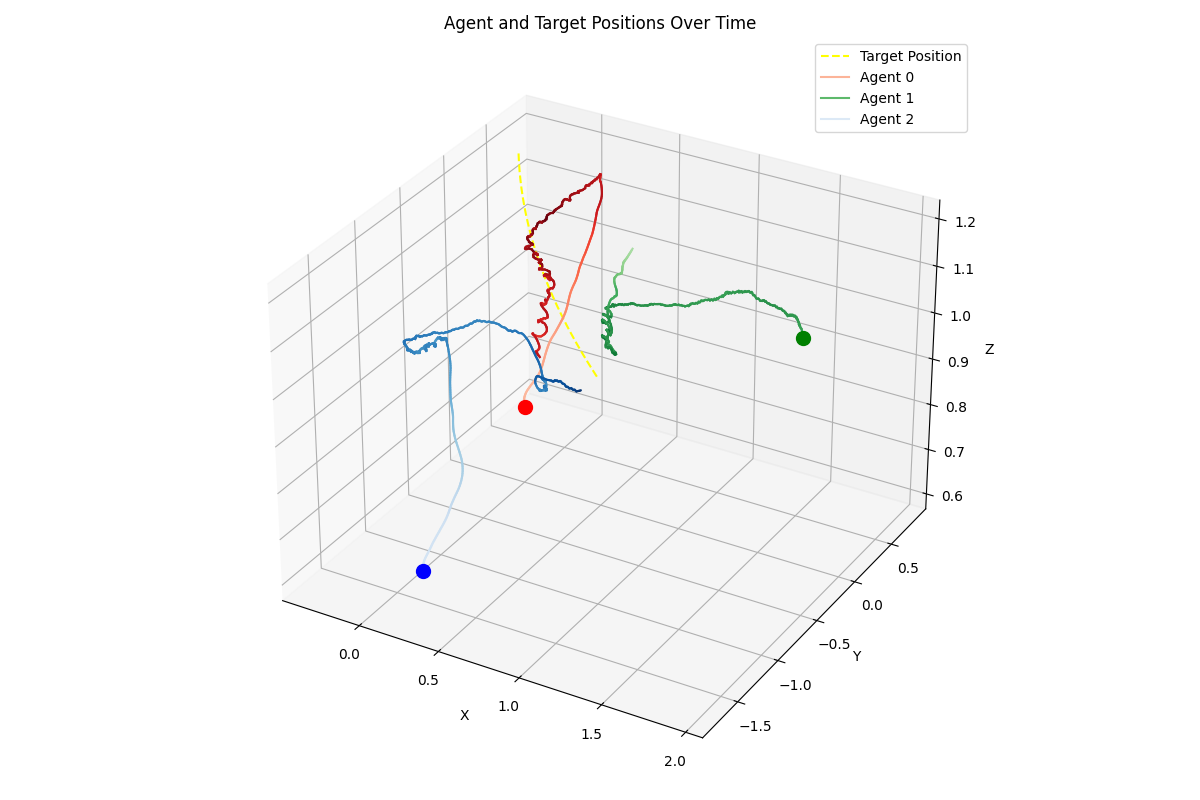 Agent and Target Positions Over Time
Target Position
Agent 0
Agent 1
Agent 2
1.2
1.1
1.0
0.9
0.8
0.7
0.6
Z
0.5
0.0
−0.5
−1.0
−1.5
Y
0.0
0.5
1.0
1.5
2.0
X